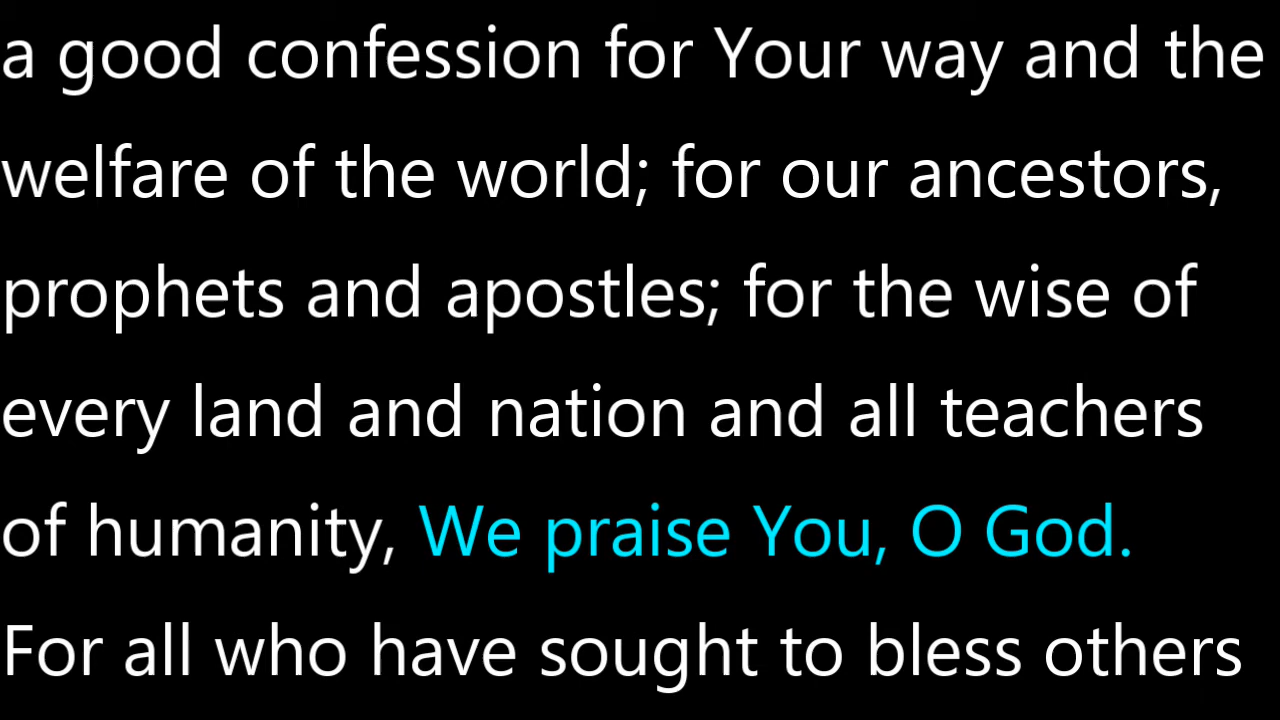 a good confession for Your way and the
welfare of the world; for our ancestors,
prophets and apostles; for the wise of
every land and nation and all teachers
of humanity, We praise You, O God.
For all who have sought to bless others